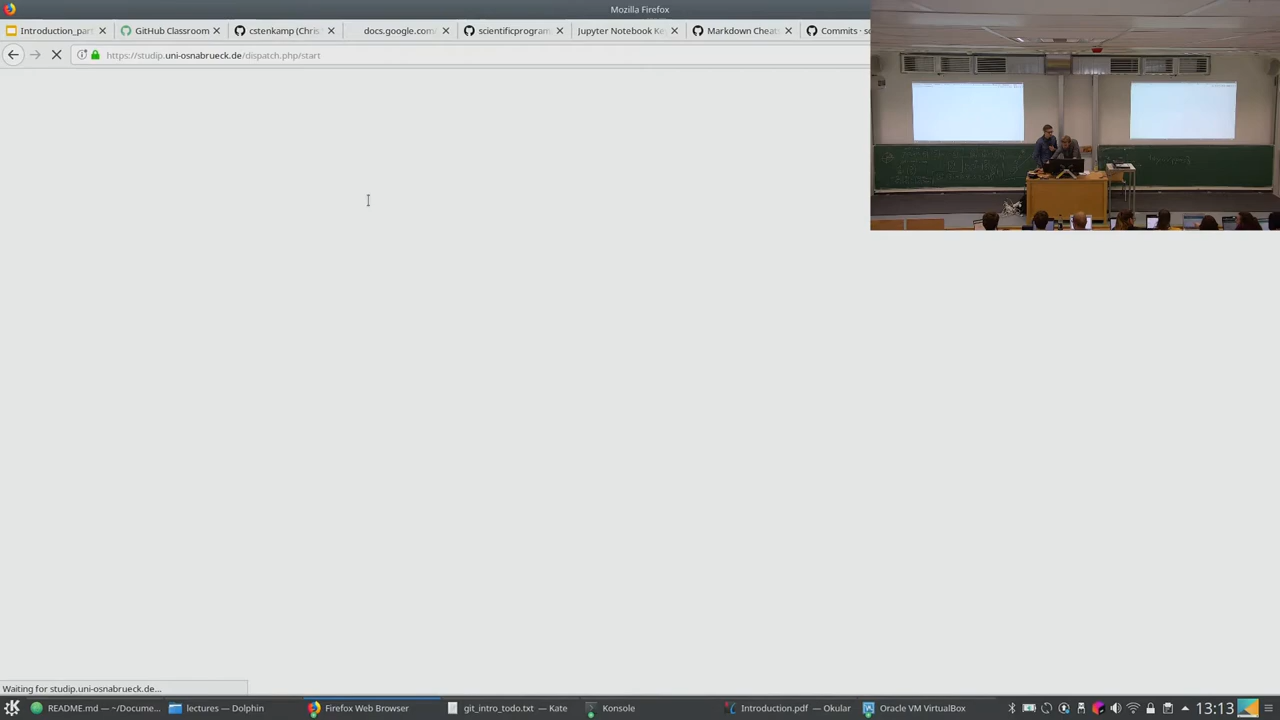 Mozilla Firefox
Introduction_par
GitHub Classroom
cstenkamp (Chris
docs.google.com/
scientificprogram
Jupyter Notebook Ke
Markdown Cheat
Commits · sc
https://studip.uni-osnabrueck.de/dispatch.php/start
Waiting for studip.uni-osnabrueck.de...
README.md — ~/Docume...
lectures — Dolphin
Firefox Web Browser
git_intro_todo.txt — Kate
Konsole
Introduction.pdf — Okular
Oracle VM VirtualBox
13:13